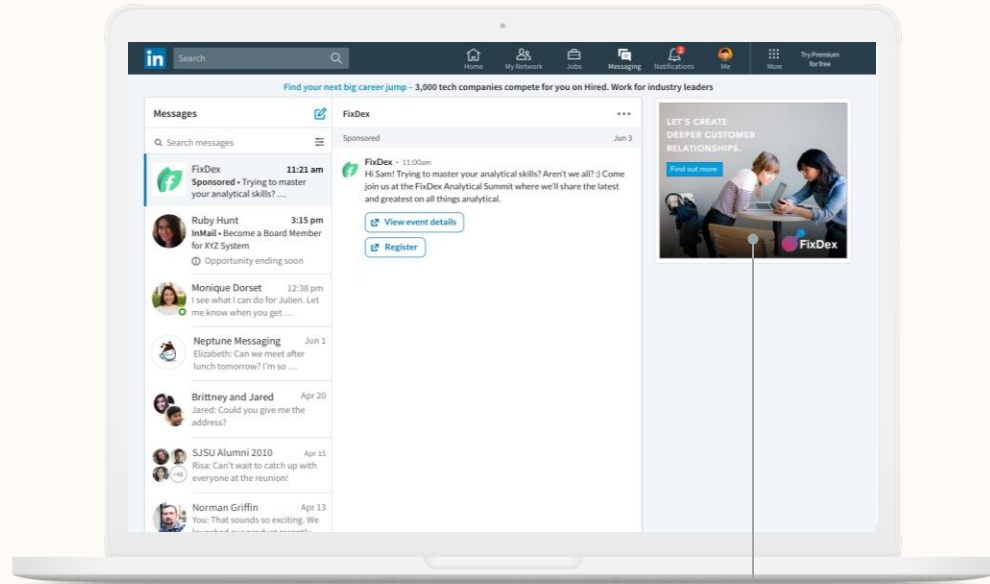 in
Search
Home
My Network
Jobs
Messaging
2
Notifications
Me
More
Try Premium
for free
Find your next big career jump – 3,000 tech companies compete for you on Hired. Work for industry leaders
Messages
Search messages
FixDex 11:21 am
Sponsored • Trying to master
your analytical skills? ...
Ruby Hunt 3:15 pm
InMail • Become a Board Member
for XYZ System
Opportunity ending soon
Monique Dorset 12:38 pm
I see what I can do for Julien. Let
me know when you get ...
Neptune Messaging Jun 1
Elizabeth: Can we meet after
lunch tomorrow? I'm so ...
Brittney and Jared Apr 20
Jared: Could you give me the
address?
SJSU Alumni 2010 Apr 15
Risa: Can't wait to catch up with
everyone at the reunion!
+48
Norman Griffin Apr 13
You: That sounds so exciting. We
FixDex
Sponsored Jun 3
FixDex • 11:00am
Hi Sam! Trying to master your analytical skills? Aren't we all? :) Come
join us at the FixDex Analytical Summit where we'll share the latest
and greatest on all things analytical.
View event details
Register
LET'S CREATE
DEEPER CUSTOMER
RELATIONSHIPS.
Find out more
FixDex